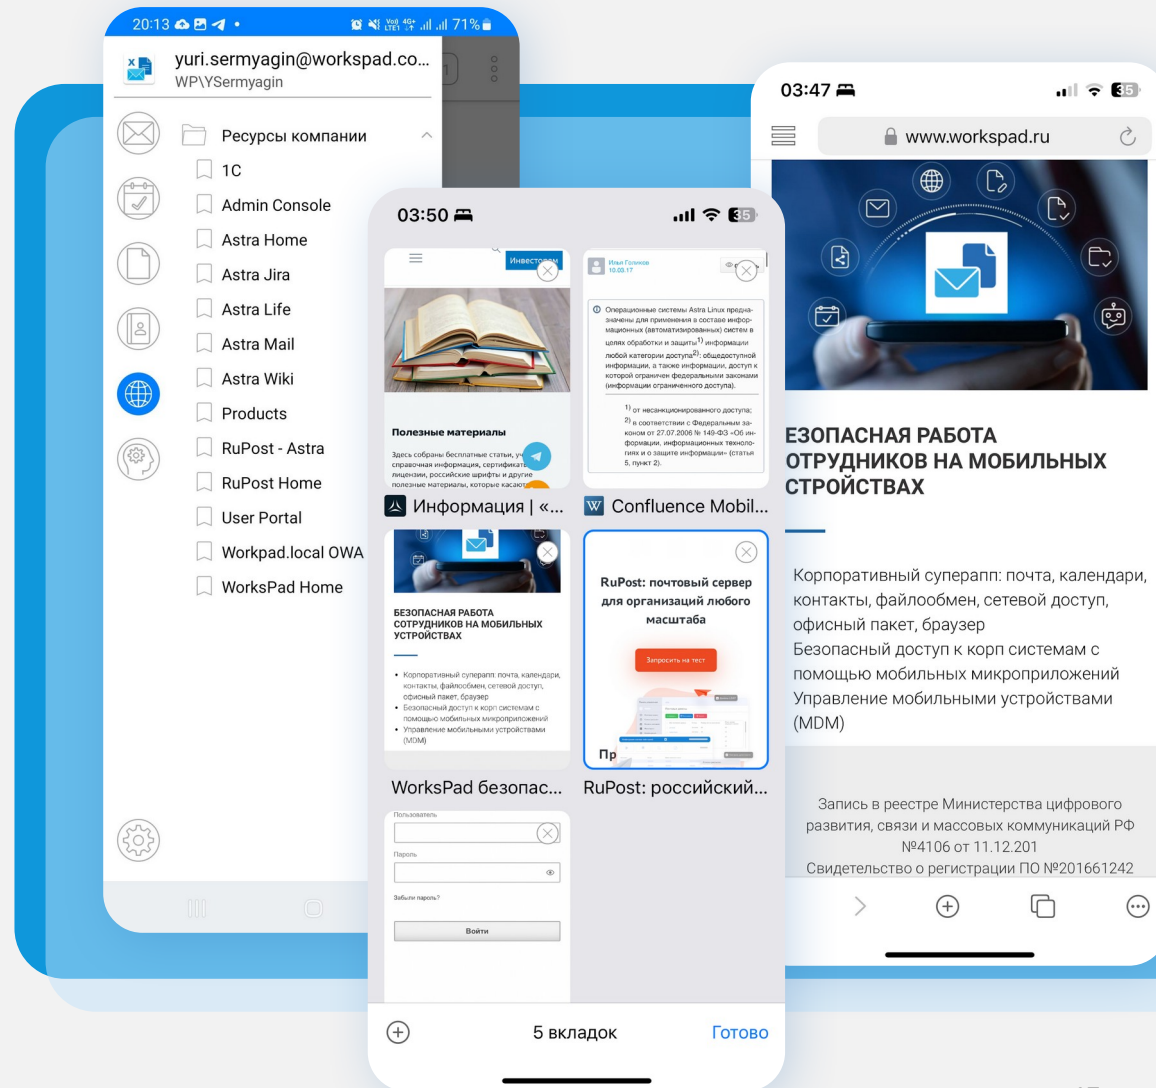 20:13
Vo) 4G+
LTE1
71%
yuri.sermyagin@workspad.co...
WP\YSermyagin
Ресурсы компании
1C
Admin Console
Astra Home
Astra Jira
Astra Life
Astra Mail
Astra Wiki
Products
RuPost - Astra
RuPost Home
User Portal
Workpad.local OWA
WorksPad Home
03:50
35
Инвесторам
Полезные материалы
Здесь собраны бесплатные статьи,
справочная информация, сертификаты
лицензии, российские шрифты и другие
полезные материалы, которые касают
Информация | «...
Илья Голиков
10.03.17
Операционные системы Astra Linux предна-
значены для применения в составе инфор-
мационных (автоматизированных) систем в
целях обработки и защиты1) информации
любой категории доступа2): общедоступной
информации, а также информации, доступ к
которой ограничен федеральными законами
(информации ограниченного доступа).
1) от несанкционированного доступа;
2) в соответствии с Федеральным за-
коном от 27.07.2006 № 149-ФЗ «Об ин-
формации, информационных техноло-
гиях и о защите информации» (статья
5, пункт 2).
W Confluence Mobil...
БЕЗОПАСНАЯ РАБОТА
СОТРУДНИКОВ НА МОБИЛЬНЫХ
УСТРОЙСТВАХ
• Корпоративный суперапп: почта, календари,
контакты, файлообмен, сетевой доступ,
офисный пакет, браузер
• Безопасный доступ к корп системам с
помощью мобильных микроприложений
• Управление мобильными устройствами
(MDM)
WorksPad безопас...
RuPost: почтовый сервер
для организаций любого
масштаба
Запросить на тест
Пр
RuPost: российский...
Пользователь
Пароль
Забыли пароль?
Войти
5 вкладок
Готово
03:47
35
www.workspad.ru
ЕЗОПАСНАЯ РАБОТА
ОТРУДНИКОВ НА МОБИЛЬНЫХ
СТРОЙСТВАХ
Корпоративный суперапп: почта, календари,
контакты, файлообмен, сетевой доступ,
офисный пакет, браузер
Безопасный доступ к корп системам с
помощью мобильных микроприложений
Управление мобильными устройствами
(MDM)
Запись в реестре Министерства цифрового
развития, связи и массовых коммуникаций РФ
№4106 от 11.12.201
Свидетельство о регистрации ПО №201661242